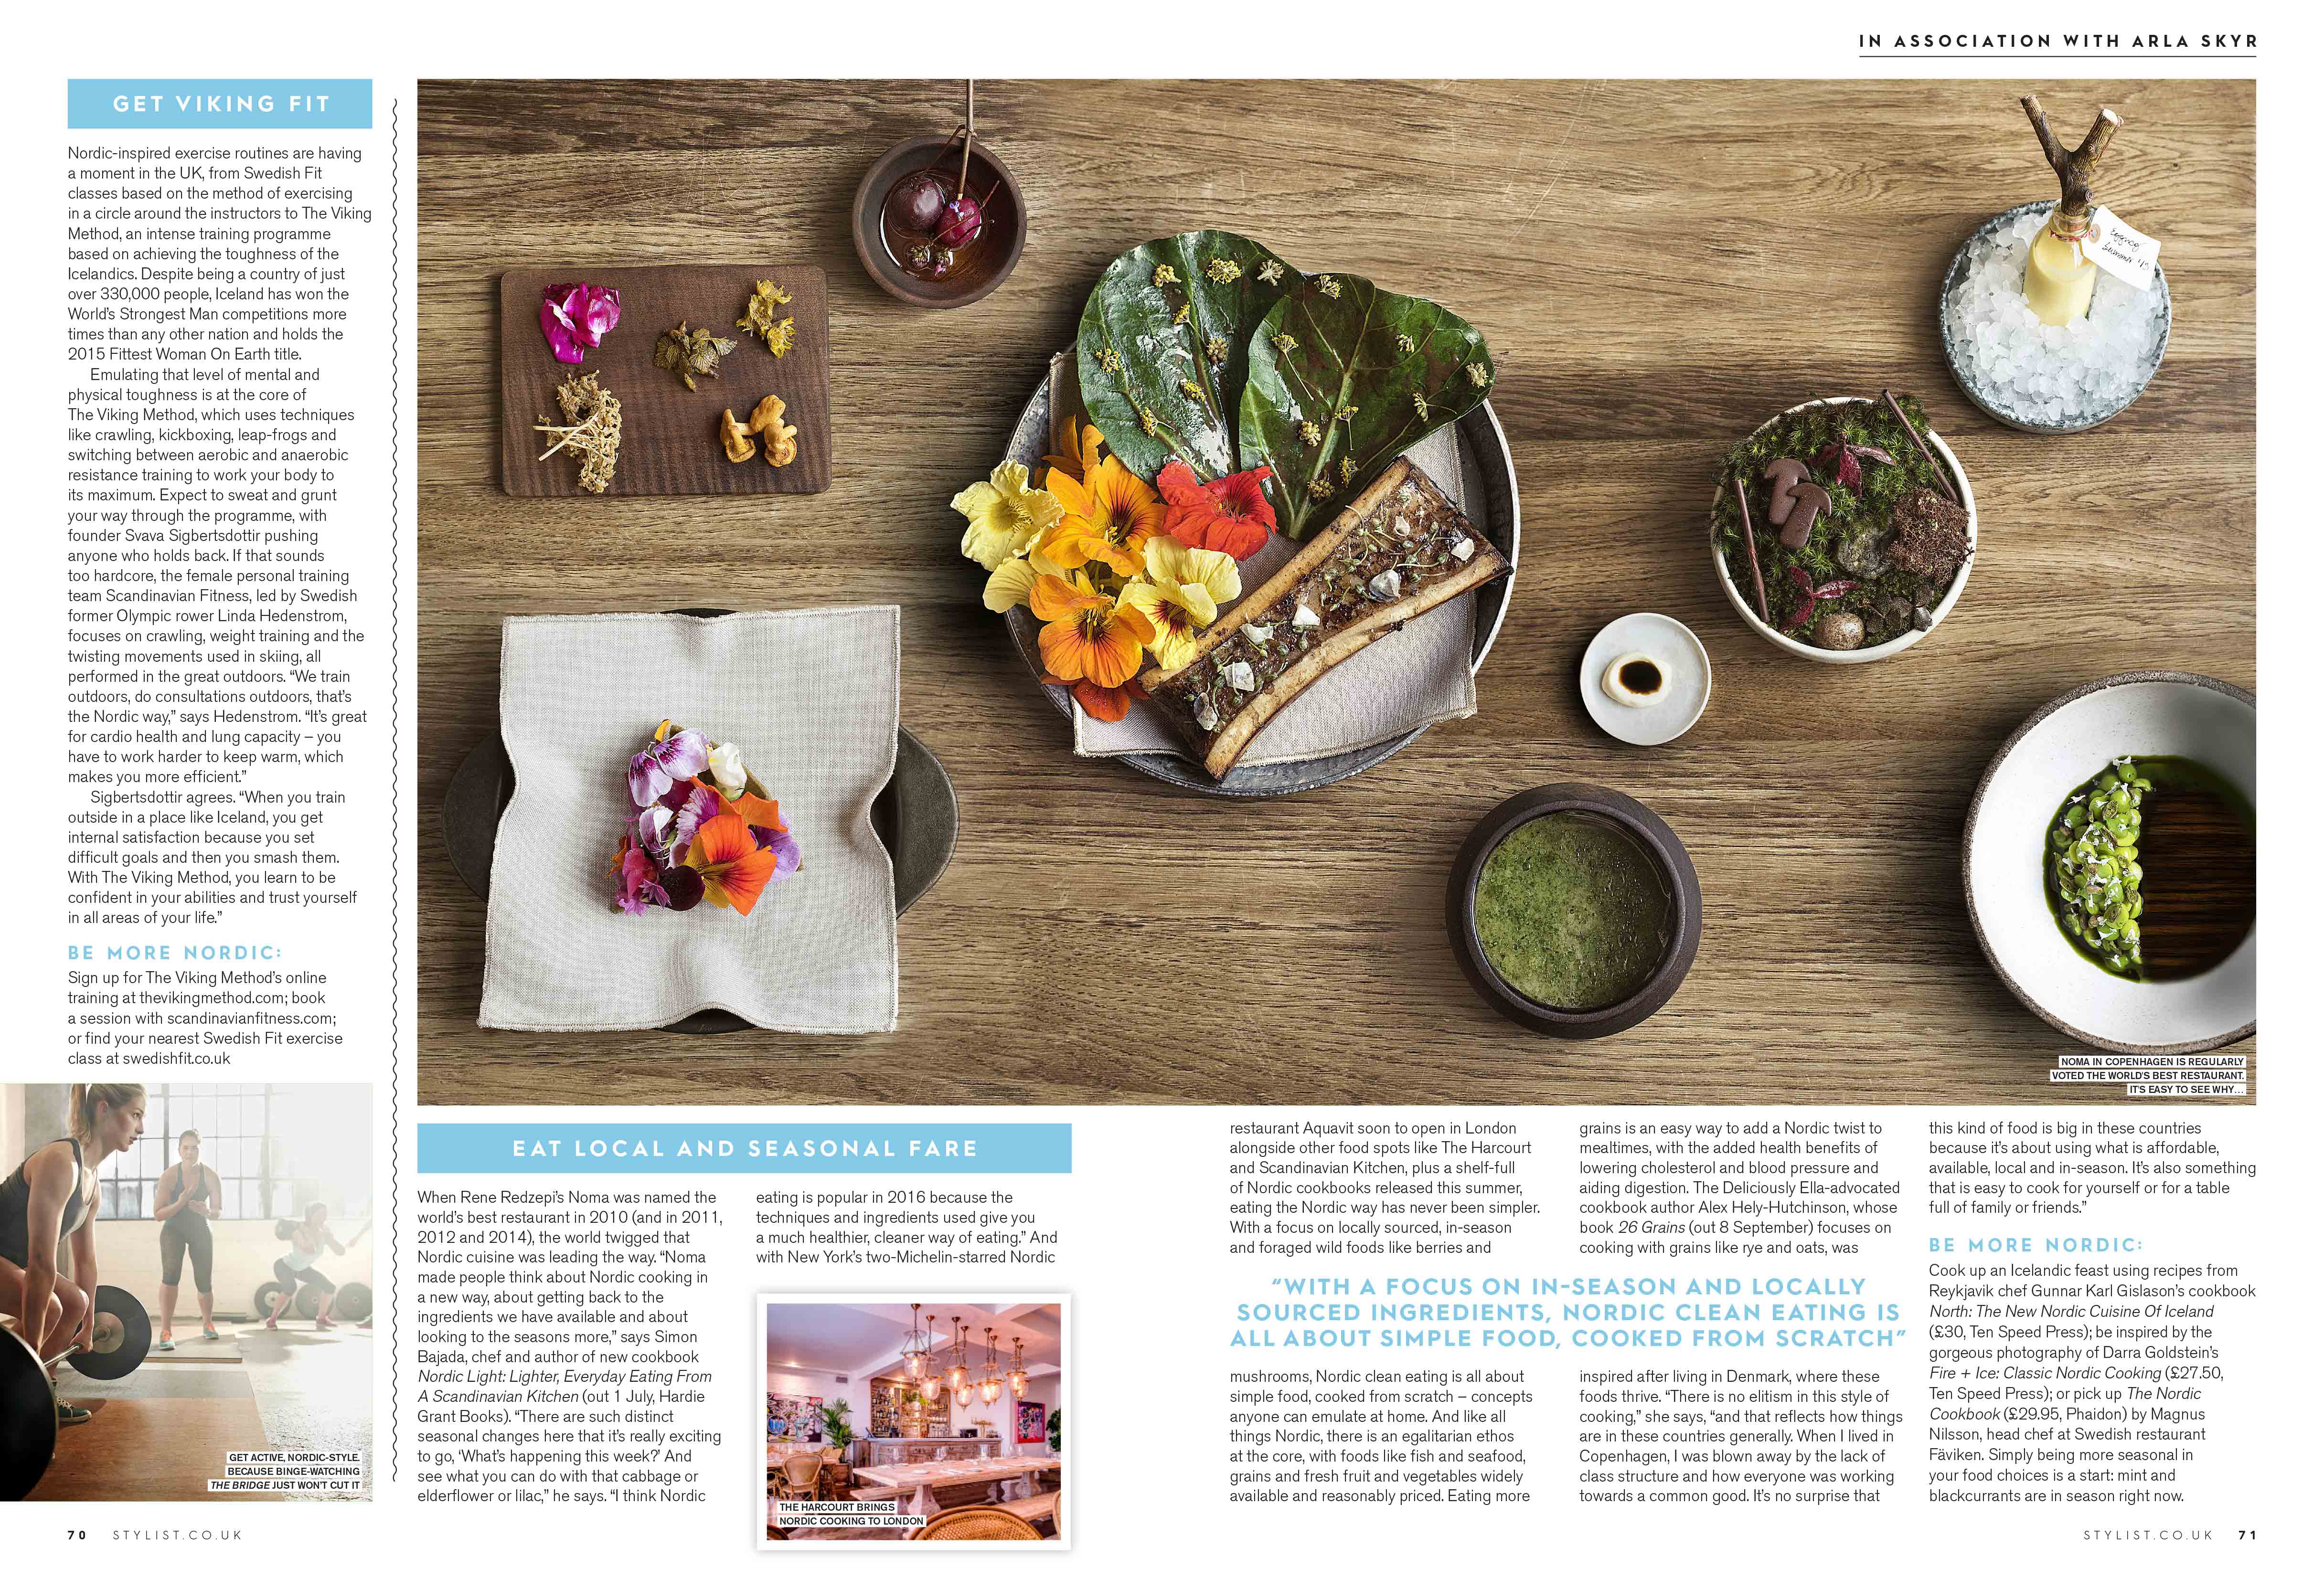 IN ASSOCIATION WITH ARLA SKYR
GET VIKING FIT
Nordic-inspired exercise routines are having
a moment in the UK, from Swedish Fit
classes based on the method of exercising
in a circle around the instructors to The Viking
Method, an intense training programme
based on achieving the toughness of the
Icelandics. Despite being a country of just
over 330,000 people, Iceland has won the
World's Strongest Man competitions more
times than any other nation and holds the
2015 Fittest Woman On Earth title.
Emulating that level of mental and
physical toughness is at the core of
The Viking Method, which uses techniques
like crawling, kickboxing, leap-frogs and
switching between aerobic and anaerobic
resistance training to work your body to
its maximum. Expect to sweat and grunt
your way through the programme, with
founder Svava Sigbertsdottir pushing
anyone who holds back. If that sounds
too hardcore, the female personal training
team Scandinavian Fitness, led by Swedish
former Olympic rower Linda Hedenstrom,
focuses on crawling, weight training and the
twisting movements used in skiing, all
performed in the great outdoors. “We train
outdoors, do consultations outdoors, that's
the Nordic way,” says Hedenstrom. “It's great
for cardio health and lung capacity – you
have to work harder to keep warm, which
makes you more efficient.”
Sigbertsdottir agrees. “When you train
outside in a place like Iceland, you get
internal satisfaction because you set
difficult goals and then you smash them.
With The Viking Method, you learn to be
confident in your abilities and trust yourself
in all areas of your life.”
BE MORE NORDIC:
Sign up for The Viking Method's online
training at thevikingmethod.com; book
a session with scandinavianfitness.com;
or find your nearest Swedish Fit exercise
class at swedishfit.co.uk
GET ACTIVE, NORDIC-STYLE.
BECAUSE BINGE-WATCHING
THE BRIDGE JUST WON'T CUT IT
NOMA IN COPENHAGEN IS REGULARLY
VOTED THE WORLD'S BEST RESTAURANT.
IT'S EASY TO SEE WHY...
EAT LOCAL AND SEASONAL FARE
When Rene Redzepi's Noma was named the
world's best restaurant in 2010 (and in 2011,
2012 and 2014), the world twigged that
Nordic cuisine was leading the way. “Noma
made people think about Nordic cooking in
a new way, about getting back to the
ingredients we have available and about
looking to the seasons more,” says Simon
Bajada, chef and author of new cookbook
Nordic Light: Lighter, Everyday Eating From
A Scandinavian Kitchen (out 1 July, Hardie
Grant Books). “There are such distinct
seasonal changes here that it's really exciting
to go, ‘What's happening this week?’ And
see what you can do with that cabbage or
elderflower or lilac,” he says. “I think Nordic
eating is popular in 2016 because the
techniques and ingredients used give you
a much healthier, cleaner way of eating.” And
with New York's two-Michelin-starred Nordic
THE HARCOURT BRINGS
NORDIC COOKING TO LONDON
restaurant Aquavit soon to open in London
alongside other food spots like The Harcourt
and Scandinavian Kitchen, plus a shelf-full
of Nordic cookbooks released this summer,
eating the Nordic way has never been simpler.
With a focus on locally sourced, in-season
and foraged wild foods like berries and
“WITH A FOCUS ON IN-SEASON AND LOCALLY
SOURCED INGREDIENTS, NORDIC CLEAN EATING IS
ALL ABOUT SIMPLE FOOD, COOKED FROM SCRATCH”
mushrooms, Nordic clean eating is all about
simple food, cooked from scratch – concepts
anyone can emulate at home. And like all
things Nordic, there is an egalitarian ethos
at the core, with foods like fish and seafood,
grains and fresh fruit and vegetables widely
available and reasonably priced. Eating more
grains is an easy way to add a Nordic twist to
mealtimes, with the added health benefits of
lowering cholesterol and blood pressure and
aiding digestion. The Deliciously Ella-advocated
cookbook author Alex Hely-Hutchinson, whose
book 26 Grains (out 8 September) focuses on
cooking with grains like rye and oats, was
inspired after living in Denmark, where these
foods thrive. “There is no elitism in this style of
cooking,” she says, “and that reflects how things
are in these countries generally. When I lived in
Copenhagen, I was blown away by the lack of
class structure and how everyone was working
towards a common good. It's no surprise that
this kind of food is big in these countries
because it's about using what is affordable,
available, local and in-season. It's also something
that is easy to cook for yourself or for a table
full of family or friends.”
BE MORE NORDIC:
Cook up an Icelandic feast using recipes from
Reykjavik chef Gunnar Karl Gislason's cookbook
North: The New Nordic Cuisine Of Iceland
(£30, Ten Speed Press); be inspired by the
gorgeous photography of Darra Goldstein's
Fire + Ice: Classic Nordic Cooking (£27.50,
Ten Speed Press); or pick up The Nordic
Cookbook (£29.95, Phaidon) by Magnus
Nilsson, head chef at Swedish restaurant
Fäviken. Simply being more seasonal in
your food choices is a start: mint and
blackcurrants are in season right now.
70 STYLIST.CO.UK
STYLIST.CO.UK 71